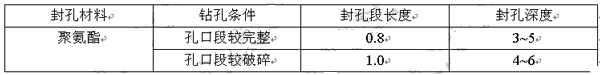 封孔材料 钻孔条件 封孔段长度 封孔深度
聚氨酯 孔口段较完整 0.8 3~5
孔口段较破碎 1.0 4~6